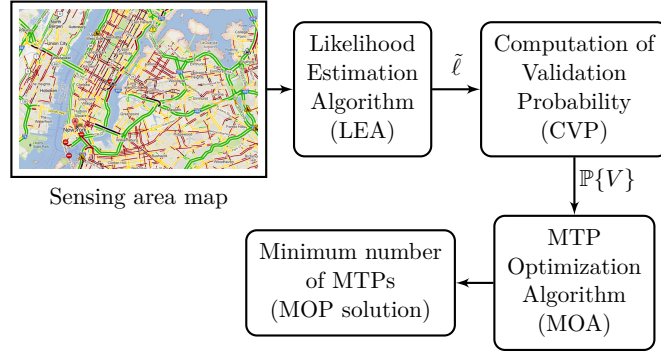 Likelihood
Estimation
Algorithm
(LEA)
ℓ̃
Computation of
Validation
Probability
(CVP)
Sensing area map
ℙ{V}
Minimum number
of MTPs
(MOP solution)
MTP
Optimization
Algorithm
(MOA)